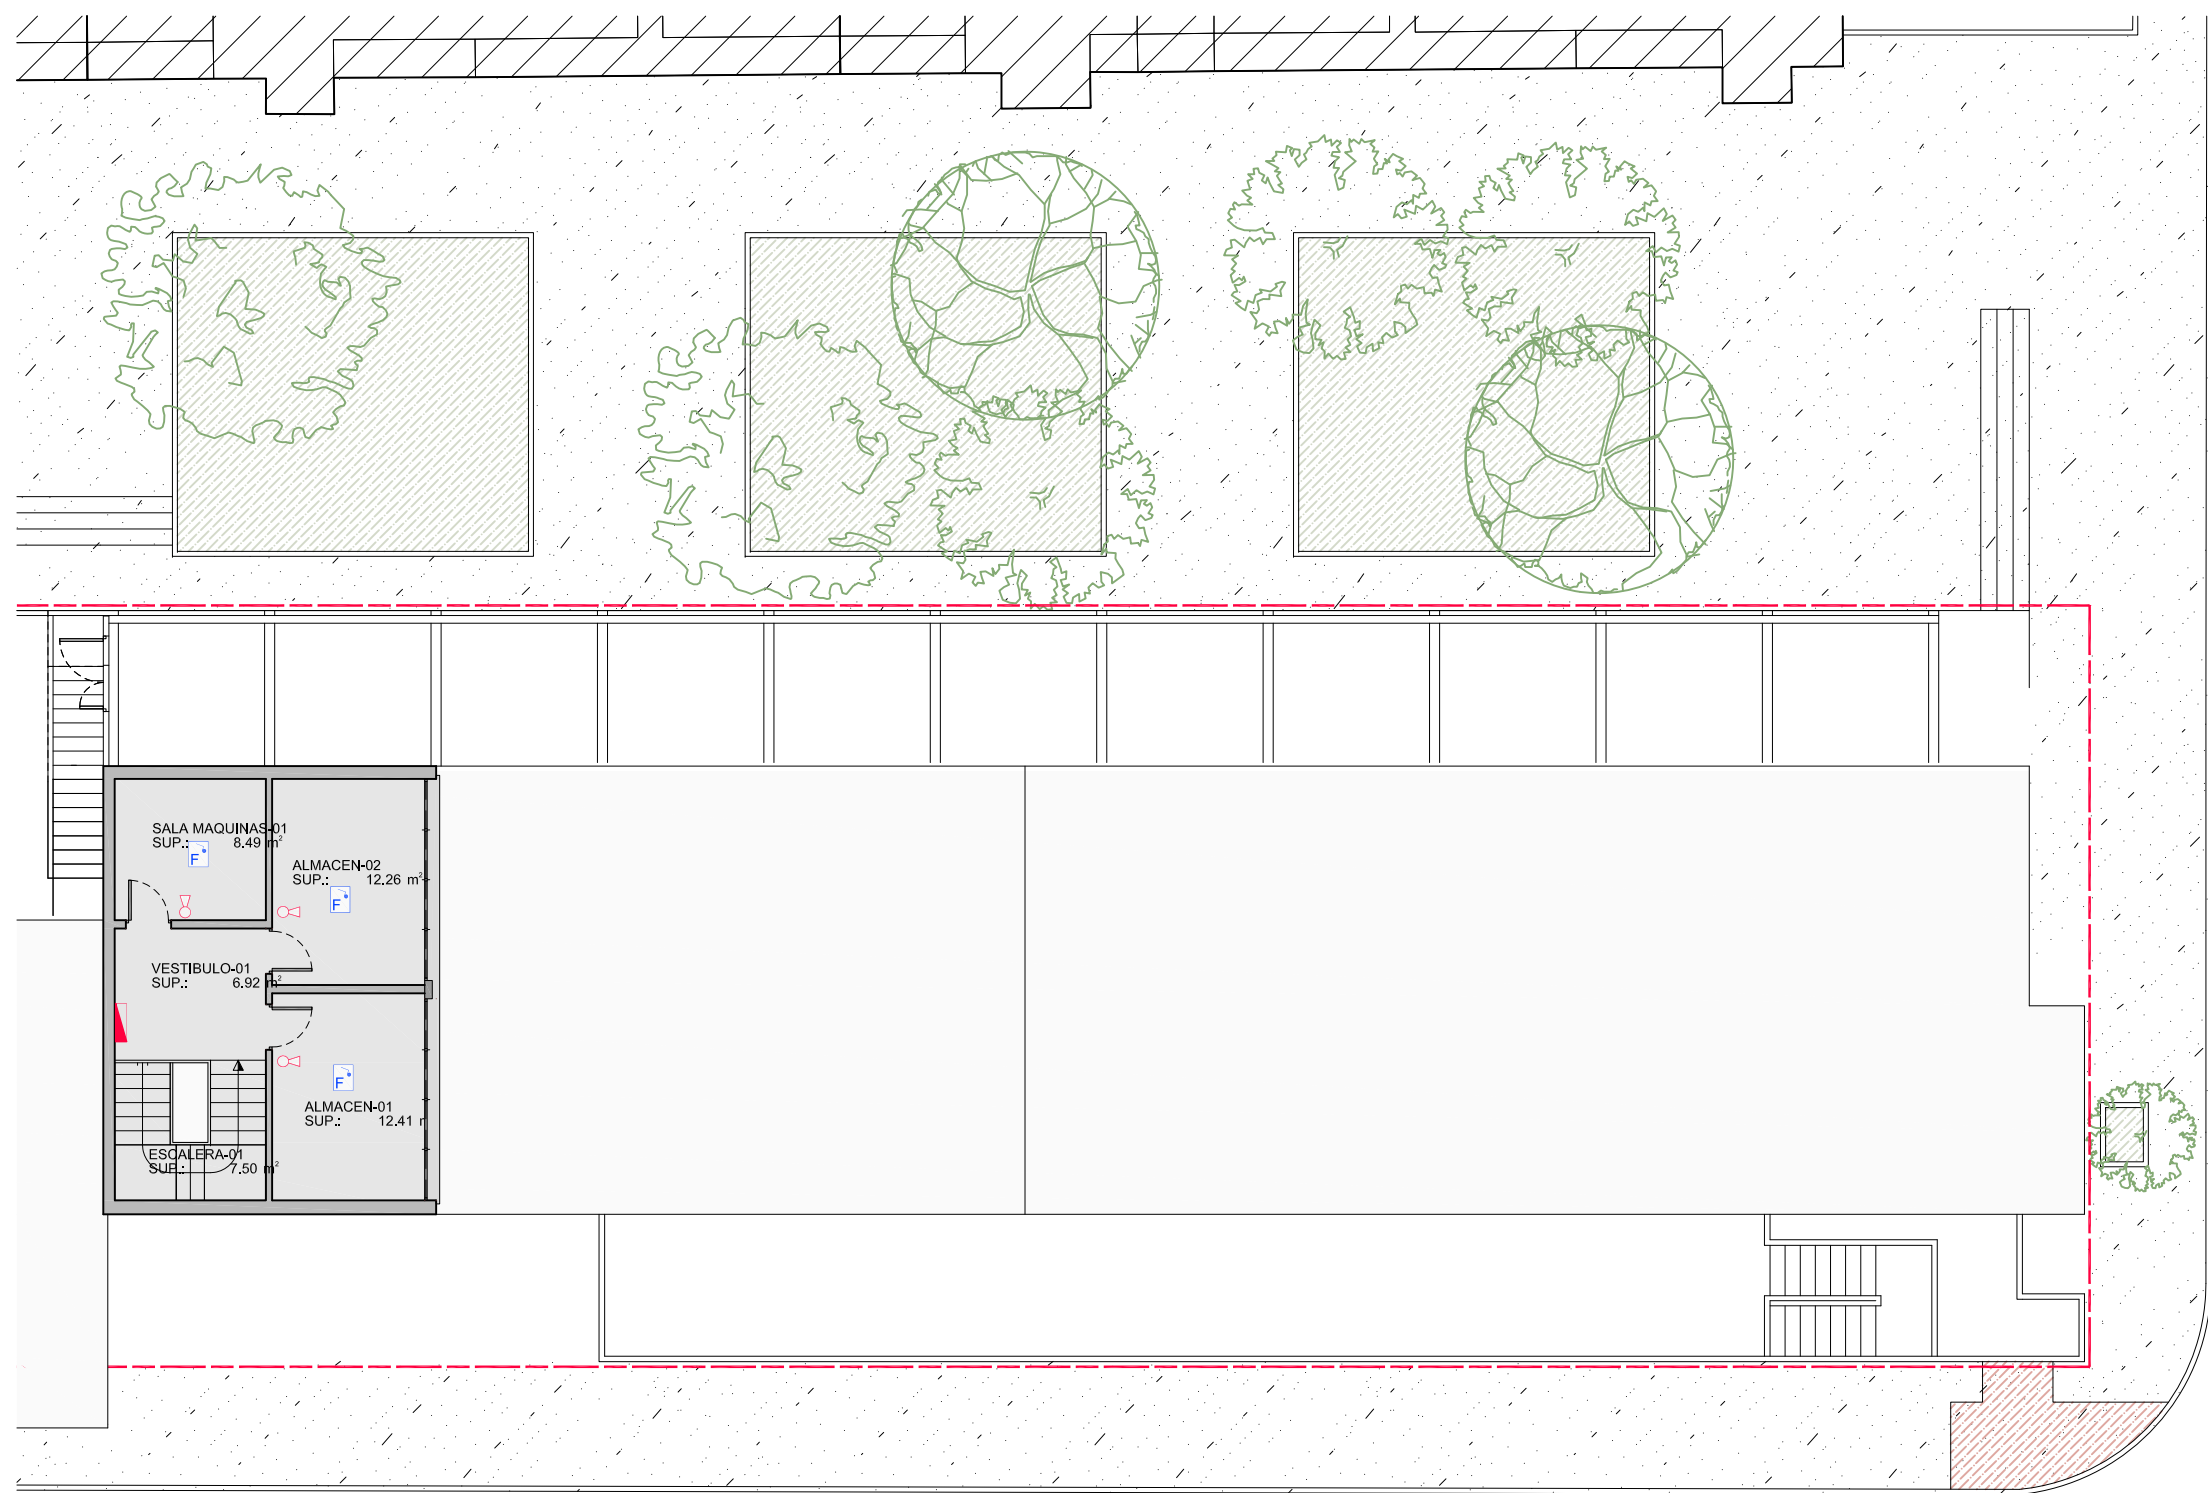 SALA MAQUINAS-01
SUP.: 8.49 m²
F
ALMACEN-02
SUP.: 12.26 m²
F
VESTIBULO-01
SUP.: 6.92 m²
F
ALMACEN-01
SUP.: 12.41
ESCALERA-01
SUP.: 7.50 m²